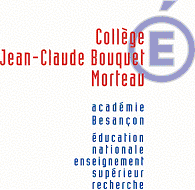 Collège
Jean-Claude Bouquet
Morteau
É
académie
Besançon
éducation
nationale
enseignement
supérieur
recherche